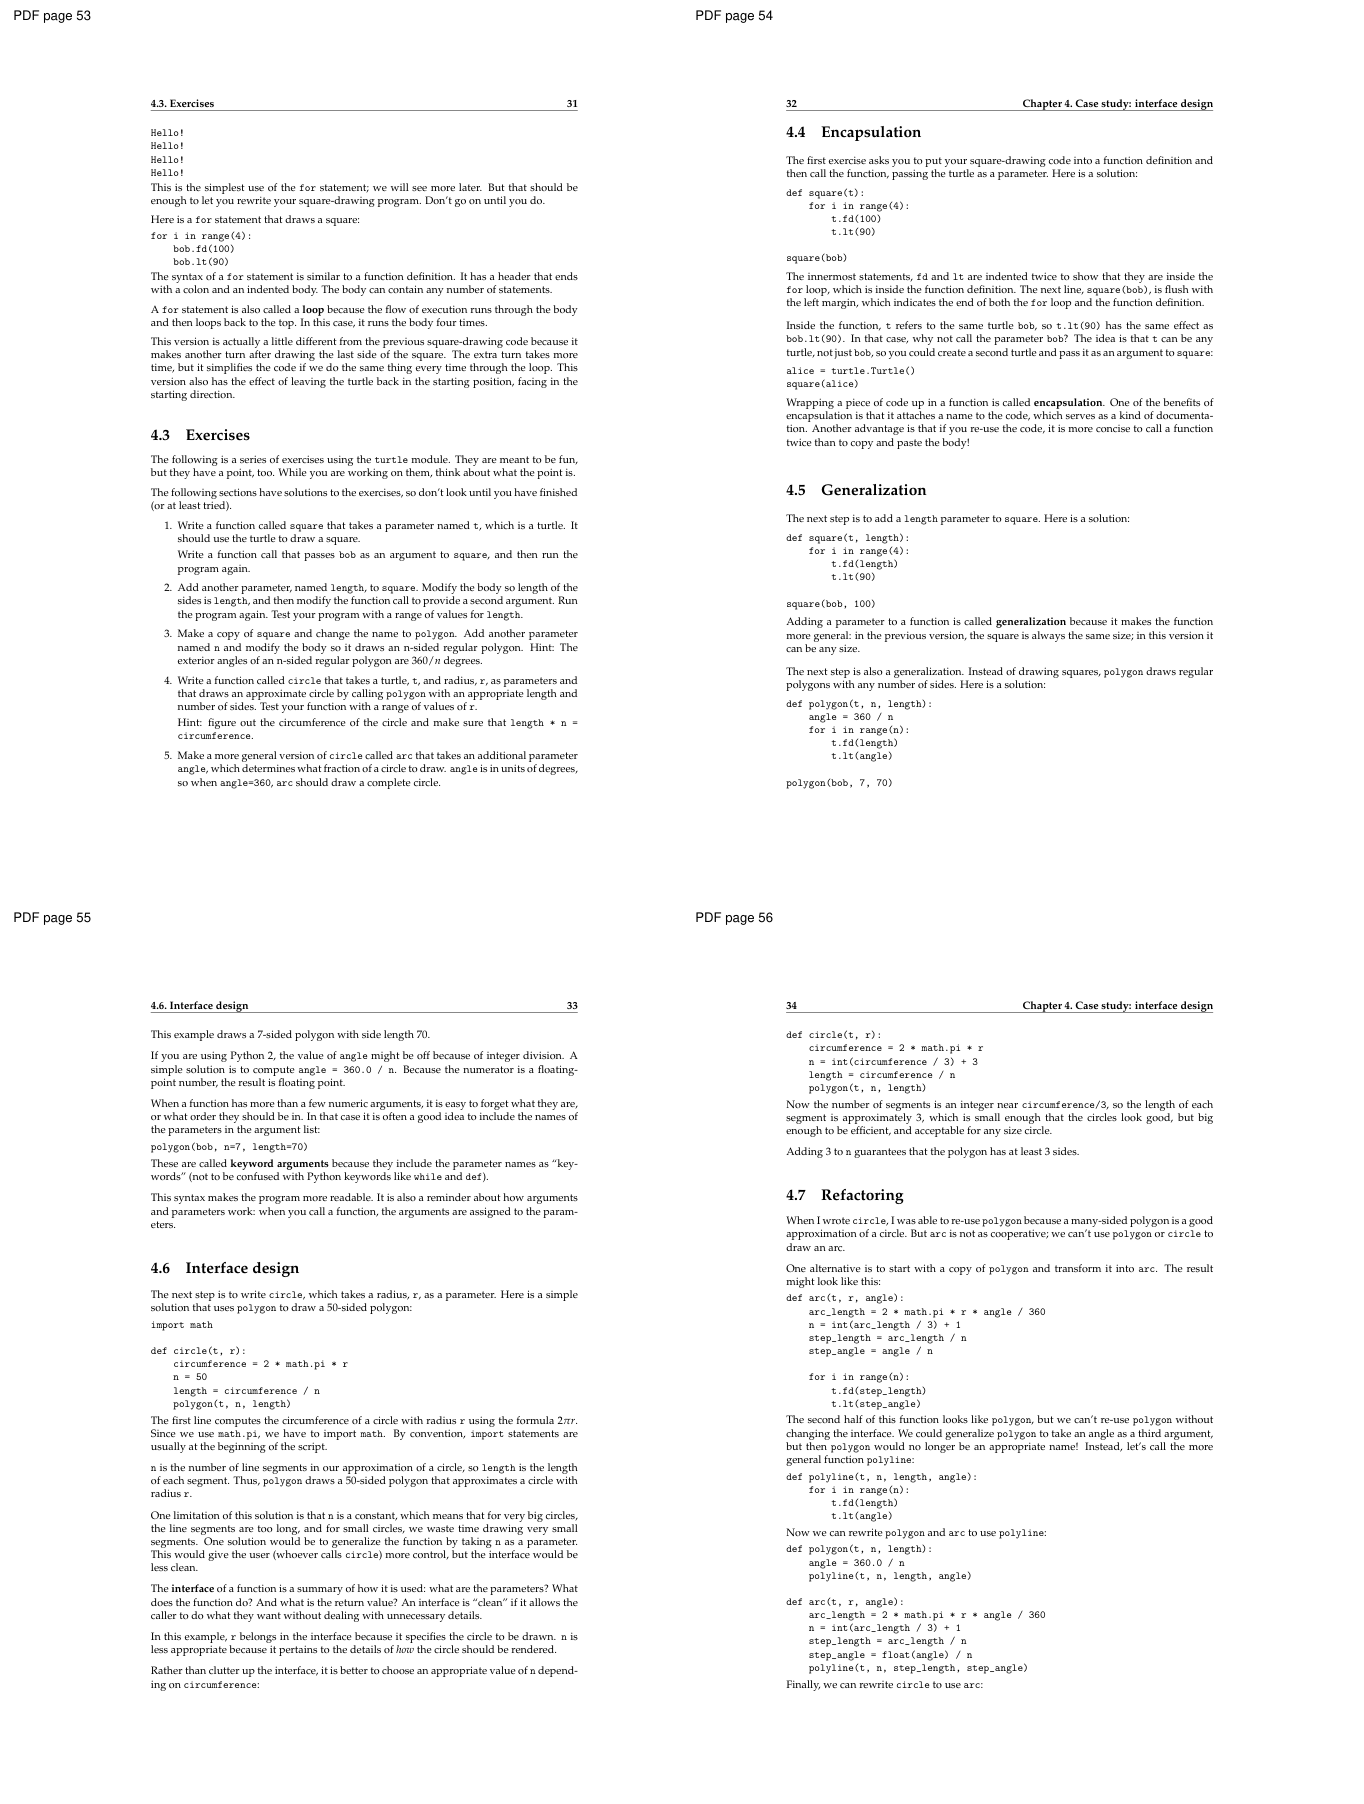 PDF page 53
4.3. Exercises 31
Hello!
Hello!
Hello!
Hello!
This is the simplest use of the for statement; we will see more later. But that should be
enough to let you rewrite your square-drawing program. Don't go on until you do.
Here is a for statement that draws a square:
for i in range(4):
    bob.fd(100)
    bob.lt(90)
The syntax of a for statement is similar to a function definition. It has a header that ends
with a colon and an indented body. The body can contain any number of statements.
A for statement is also called a loop because the flow of execution runs through the body
and then loops back to the top. In this case, it runs the body four times.
This version is actually a little different from the previous square-drawing code because it
makes another turn after drawing the last side of the square. The extra turn takes more
time, but it simplifies the code if we do the same thing every time through the loop. This
version also has the effect of leaving the turtle back in the starting position, facing in the
starting direction.
4.3 Exercises
The following is a series of exercises using the turtle module. They are meant to be fun,
but they have a point, too. While you are working on them, think about what the point is.
The following sections have solutions to the exercises, so don't look until you have finished
(or at least tried).
1. Write a function called square that takes a parameter named t, which is a turtle. It
should use the turtle to draw a square.
Write a function call that passes bob as an argument to square, and then run the
program again.
2. Add another parameter, named length, to square. Modify the body so length of the
sides is length, and then modify the function call to provide a second argument. Run
the program again. Test your program with a range of values for length.
3. Make a copy of square and change the name to polygon. Add another parameter
named n and modify the body so it draws an n-sided regular polygon. Hint: The
exterior angles of an n-sided regular polygon are 360/n degrees.
4. Write a function called circle that takes a turtle, t, and radius, r, as parameters and
that draws an approximate circle by calling polygon with an appropriate length and
number of sides. Test your function with a range of values of r.
Hint: figure out the circumference of the circle and make sure that length * n =
circumference.
5. Make a more general version of circle called arc that takes an additional parameter
angle, which determines what fraction of a circle to draw. angle is in units of degrees,
so when angle=360, arc should draw a complete circle.
PDF page 54
32 Chapter 4. Case study: interface design
4.4 Encapsulation
The first exercise asks you to put your square-drawing code into a function definition and
then call the function, passing the turtle as a parameter. Here is a solution:
def square(t):
    for i in range(4):
        t.fd(100)
        t.lt(90)
square(bob)
The innermost statements, fd and lt are indented twice to show that they are inside the
for loop, which is inside the function definition. The next line, square(bob), is flush with
the left margin, which indicates the end of both the for loop and the function definition.
Inside the function, t refers to the same turtle bob, so t.lt(90) has the same effect as
bob.lt(90). In that case, why not call the parameter bob? The idea is that t can be any
turtle, not just bob, so you could create a second turtle and pass it as an argument to square:
alice = turtle.Turtle()
square(alice)
Wrapping a piece of code up in a function is called encapsulation. One of the benefits of
encapsulation is that it attaches a name to the code, which serves as a kind of documenta-
tion. Another advantage is that if you re-use the code, it is more concise to call a function
twice than to copy and paste the body!
4.5 Generalization
The next step is to add a length parameter to square. Here is a solution:
def square(t, length):
    for i in range(4):
        t.fd(length)
        t.lt(90)
square(bob, 100)
Adding a parameter to a function is called generalization because it makes the function
more general: in the previous version, the square is always the same size; in this version it
can be any size.
The next step is also a generalization. Instead of drawing squares, polygon draws regular
polygons with any number of sides. Here is a solution:
def polygon(t, n, length):
    angle = 360 / n
    for i in range(n):
        t.fd(length)
        t.lt(angle)
polygon(bob, 7, 70)
PDF page 55
4.6. Interface design 33
This example draws a 7-sided polygon with side length 70.
If you are using Python 2, the value of angle might be off because of integer division. A
simple solution is to compute angle = 360.0 / n. Because the numerator is a floating-
point number, the result is floating point.
When a function has more than a few numeric arguments, it is easy to forget what they are,
or what order they should be in. In that case it is often a good idea to include the names of
the parameters in the argument list:
polygon(bob, n=7, length=70)
These are called keyword arguments because they include the parameter names as “key-
words” (not to be confused with Python keywords like while and def).
This syntax makes the program more readable. It is also a reminder about how arguments
and parameters work: when you call a function, the arguments are assigned to the param-
eters.
4.6 Interface design
The next step is to write circle, which takes a radius, r, as a parameter. Here is a simple
solution that uses polygon to draw a 50-sided polygon:
import math
def circle(t, r):
    circumference = 2 * math.pi * r
    n = 50
    length = circumference / n
    polygon(t, n, length)
The first line computes the circumference of a circle with radius r using the formula 2πr.
Since we use math.pi, we have to import math. By convention, import statements are
usually at the beginning of the script.
n is the number of line segments in our approximation of a circle, so length is the length
of each segment. Thus, polygon draws a 50-sided polygon that approximates a circle with
radius r.
One limitation of this solution is that n is a constant, which means that for very big circles,
the line segments are too long, and for small circles, we waste time drawing very small
segments. One solution would be to generalize the function by taking n as a parameter.
This would give the user (whoever calls circle) more control, but the interface would be
less clean.
The interface of a function is a summary of how it is used: what are the parameters? What
does the function do? And what is the return value? An interface is “clean” if it allows the
caller to do what they want without dealing with unnecessary details.
In this example, r belongs in the interface because it specifies the circle to be drawn. n is
less appropriate because it pertains to the details of how the circle should be rendered.
Rather than clutter up the interface, it is better to choose an appropriate value of n depend-
ing on circumference:
PDF page 56
34 Chapter 4. Case study: interface design
def circle(t, r):
    circumference = 2 * math.pi * r
    n = int(circumference / 3) + 3
    length = circumference / n
    polygon(t, n, length)
Now the number of segments is an integer near circumference/3, so the length of each
segment is approximately 3, which is small enough that the circles look good, but big
enough to be efficient, and acceptable for any size circle.
Adding 3 to n guarantees that the polygon has at least 3 sides.
4.7 Refactoring
When I wrote circle, I was able to re-use polygon because a many-sided polygon is a good
approximation of a circle. But arc is not as cooperative; we can't use polygon or circle to
draw an arc.
One alternative is to start with a copy of polygon and transform it into arc. The result
might look like this:
def arc(t, r, angle):
    arc_length = 2 * math.pi * r * angle / 360
    n = int(arc_length / 3) + 1
    step_length = arc_length / n
    step_angle = angle / n
    for i in range(n):
        t.fd(step_length)
        t.lt(step_angle)
The second half of this function looks like polygon, but we can't re-use polygon without
changing the interface. We could generalize polygon to take an angle as a third argument,
but then polygon would no longer be an appropriate name! Instead, let's call the more
general function polyline:
def polyline(t, n, length, angle):
    for i in range(n):
        t.fd(length)
        t.lt(angle)
Now we can rewrite polygon and arc to use polyline:
def polygon(t, n, length):
    angle = 360.0 / n
    polyline(t, n, length, angle)
def arc(t, r, angle):
    arc_length = 2 * math.pi * r * angle / 360
    n = int(arc_length / 3) + 1
    step_length = arc_length / n
    step_angle = float(angle) / n
    polyline(t, n, step_length, step_angle)
Finally, we can rewrite circle to use arc: